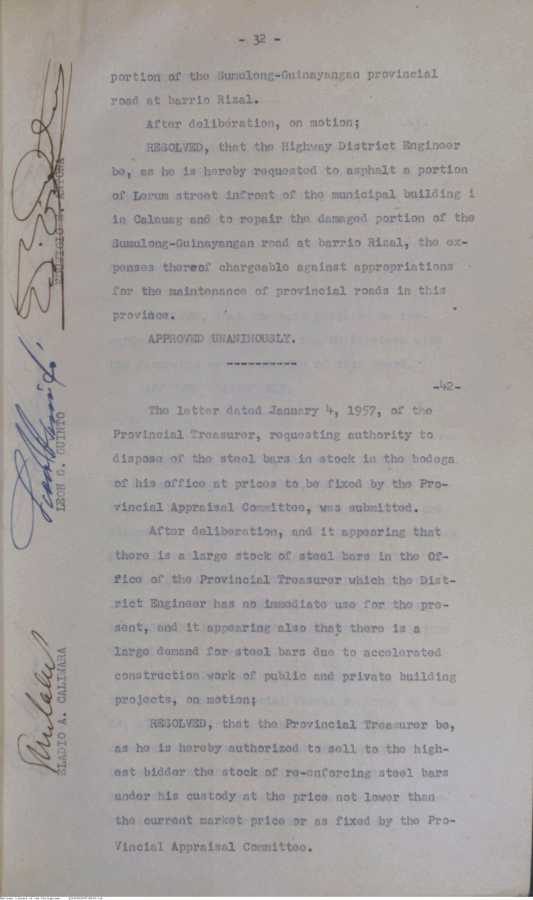 - 32 -
portion of the Sumulong-Guinayangan provincial
road at barrio Rizal.
After deliberation, on motion;
RESOLVED, that the Highway District Engineer
be, as he is hereby requested to asphalt a portion
of Lorum street infront of the municipal building i
in Calauag and to repair the damaged portion of the
Sumulong-Guinayangan road at barrio Rizal, the ex-
penses thereof chargeable against appropriations
for the maintenance of provincial roads in this
province.
APPROVED UNANIMOUSLY.
----------
-42-
The letter dated January 4, 1957, of the
Provincial Treasurer, requesting authority to
dispose of the steel bars in stock in the bodega
of his office at prices to be fixed by the Pro-
vincial Appraisal Committee, was submitted.
After deliberation, and it appearing that
there is a large stock of steel bars in the Of-
fice of the Provincial Treasurer which the Dist-
rict Engineer has no immediate use for the pre-
sent, and it appearing also that there is a
large demand for steel bars due to accelerated
construction work of public and private building
projects, on motion;
RESOLVED, that the Provincial Treasurer be,
as he is hereby authorized to sell to the high-
est bidder the stock of re-enforcing steel bars
under his custody at the price not lower than
the current market price or as fixed by the Pro-
Vincial Appraisal Committee.
LEON G. GUINTO
ELADIO A. CALIWARA